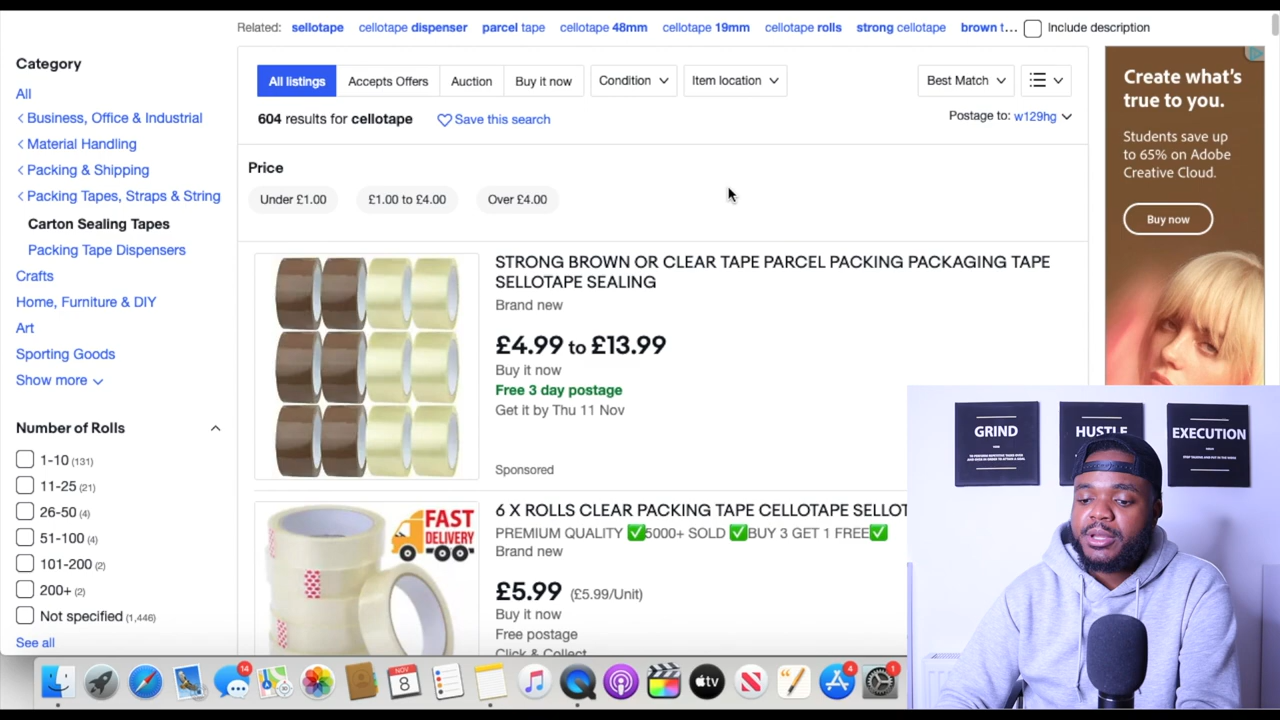 Related: sellotape cellotape dispenser parcel tape cellotape 48mm cellotape 19mm cellotape rolls strong cellotape brown t... Include description
Category
All
Business, Office & Industrial
Material Handling
Packing & Shipping
Packing Tapes, Straps & String
Carton Sealing Tapes
Packing Tape Dispensers
Crafts
Home, Furniture & DIY
Art
Sporting Goods
Show more
Number of Rolls
1-10 (131)
11-25 (21)
26-50 (4)
51-100 (4)
101-200 (2)
200+ (2)
Not specified (1,446)
See all
All listings Accepts Offers Auction Buy it now Condition Item location Best Match
604 results for cellotape Save this search Postage to: w129hg
Price
Under £1.00 £1.00 to £4.00 Over £4.00
STRONG BROWN OR CLEAR TAPE PARCEL PACKING PACKAGING TAPE
SELLOTAPE SEALING
Brand new
£4.99 to £13.99
Buy it now
Free 3 day postage
Get it by Thu 11 Nov
Sponsored
FAST
DELIVERY
6 X ROLLS CLEAR PACKING TAPE CELLOTAPE SELLOT
PREMIUM QUALITY ✅5000+ SOLD ✅BUY 3 GET 1 FREE✅
Brand new
£5.99 (£5.99/Unit)
Buy it now
Free postage
Click & Collect
Create what's
true to you.
Students save up
to 65% on Adobe
Creative Cloud.
Buy now
GRIND
HUSTLE
EXECUTION
14
NOV
8
tv
N
4
1